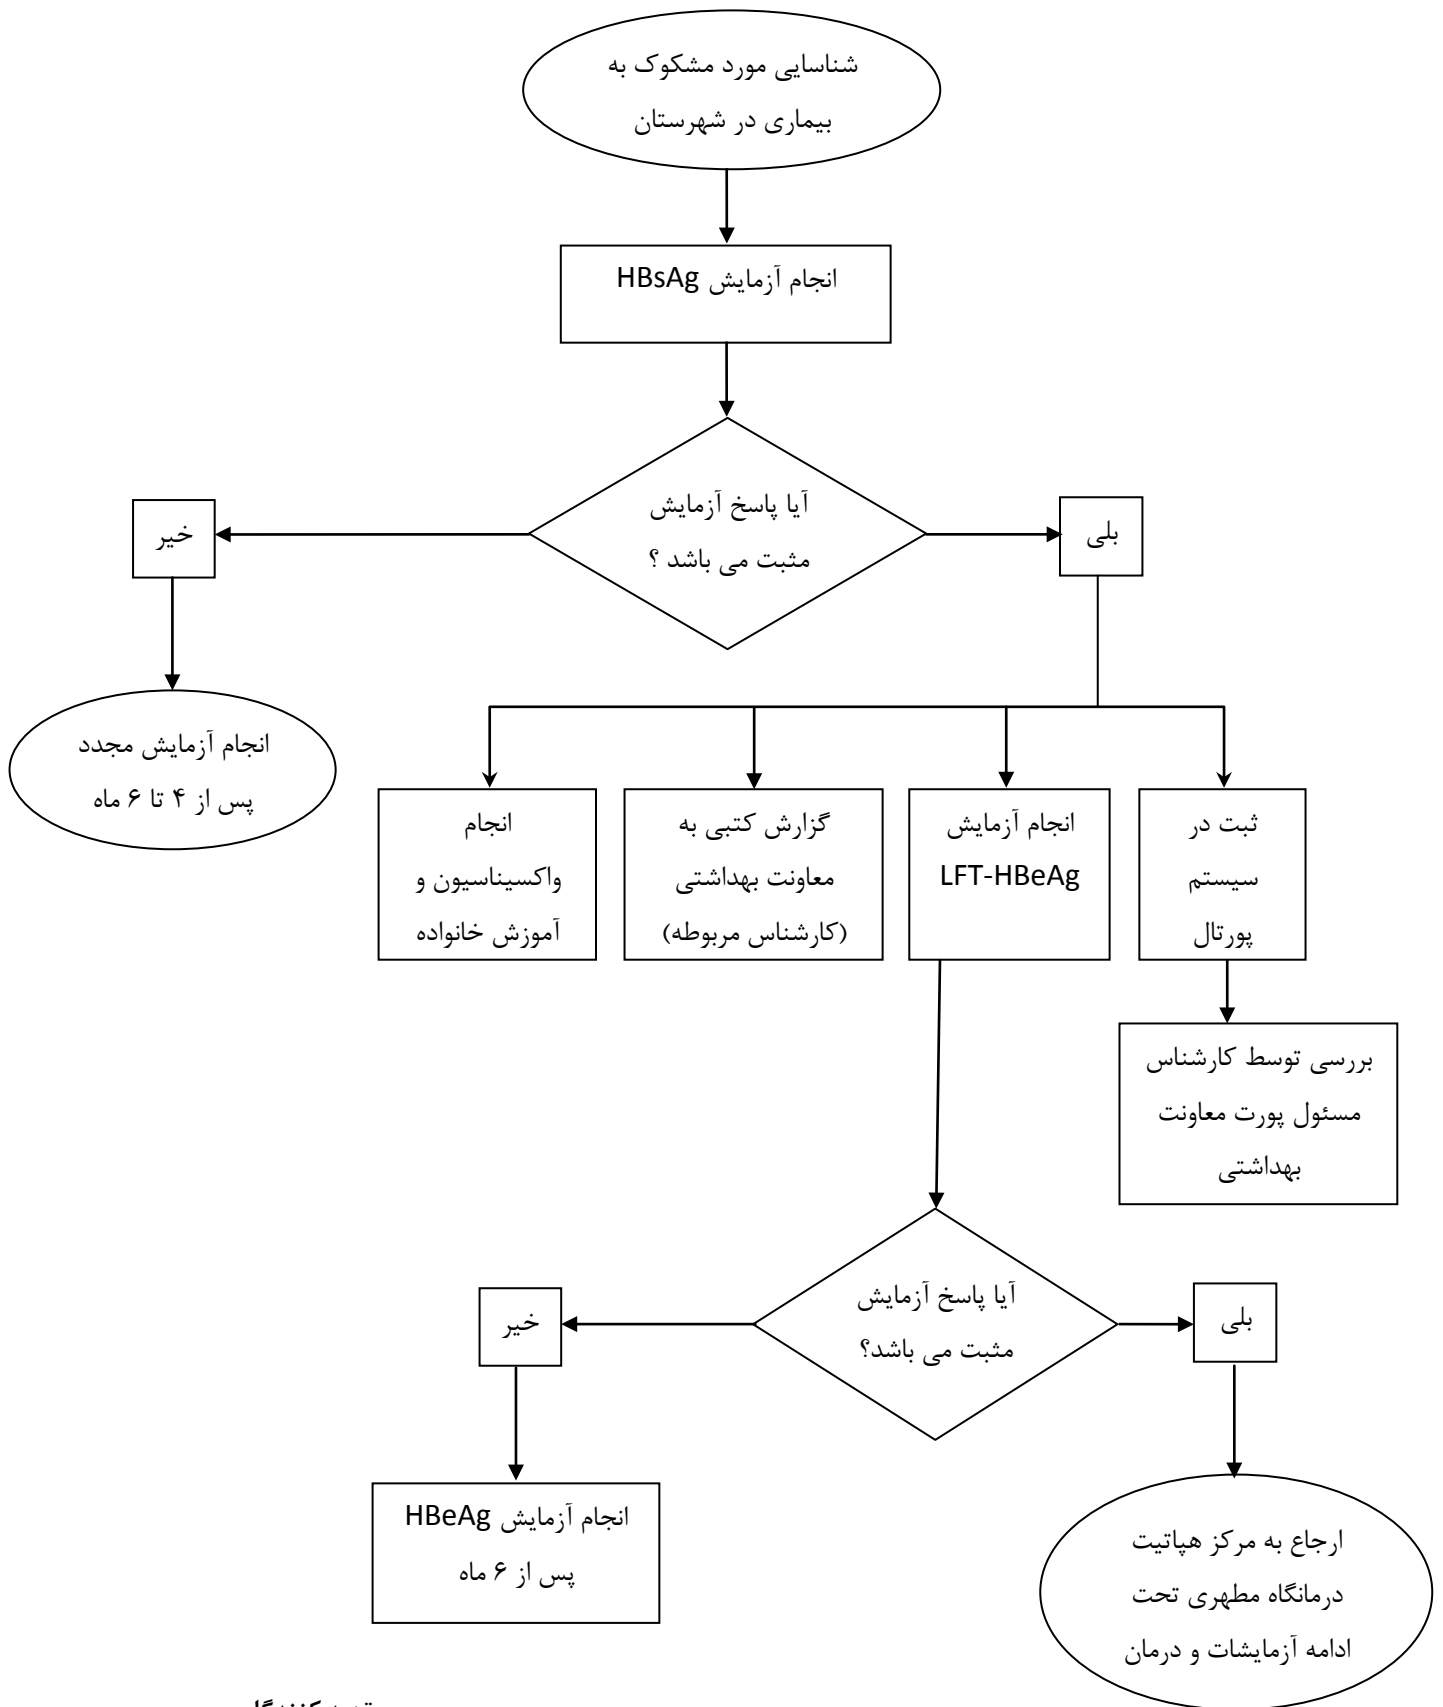 شناسایی مورد مشکوک به
بیماری در شهرستان
انجام آزمایش HBsAg
آیا پاسخ آزمایش
مثبت می باشد ؟
بلی
خیر
انجام آزمایش مجدد
پس از ۴ تا ۶ ماه
ثبت در
سیستم
پورتال
انجام آزمایش
LFT-HBeAg
گزارش کتبی به
معاونت بهداشتی
(کارشناس مربوطه)
انجام
واکسیناسیون و
آموزش خانواده
بررسی توسط کارشناس
مسئول پورت معاونت
بهداشتی
آیا پاسخ آزمایش
مثبت می باشد؟
بلی
خیر
انجام آزمایش HBeAg
پس از ۶ ماه
ارجاع به مرکز هپاتیت
درمانگاه مطهری تحت
ادامه آزمایشات و درمان